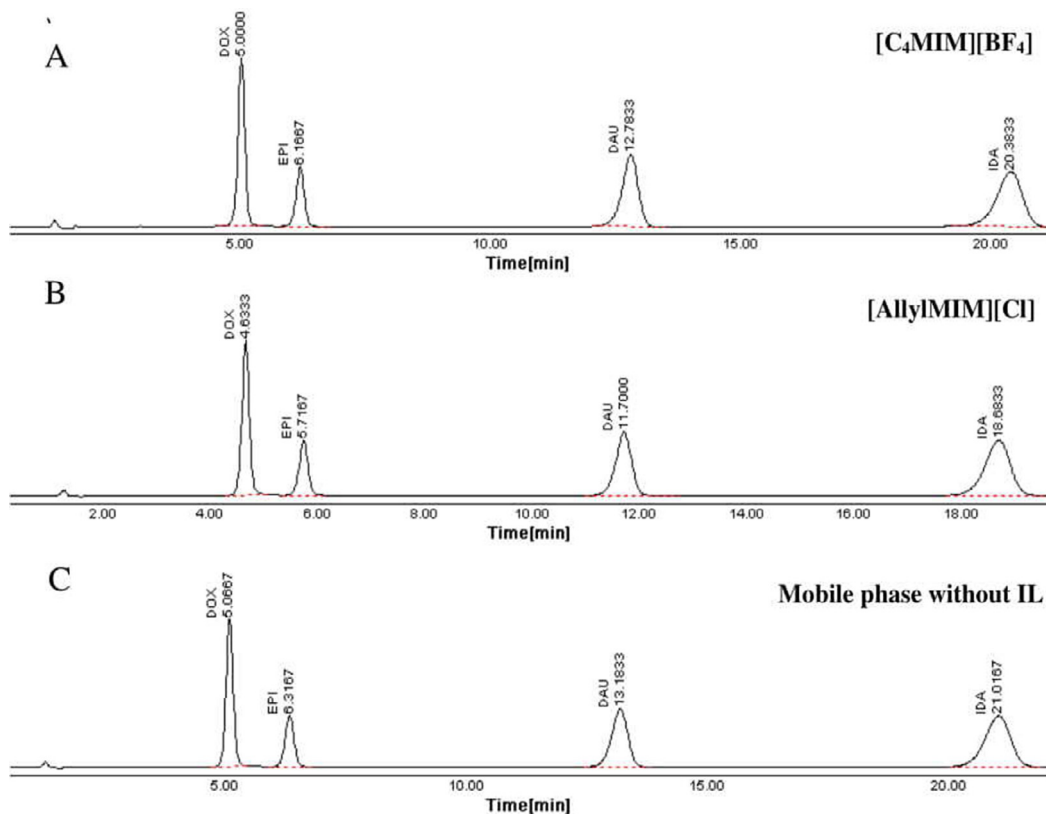 A
[C₄MIM][BF₄]
DOX 5.0000
EPI 6.1667
DAU 12.7833
IDA 20.3833
5.00 10.00 15.00 20.00
Time[min]
B
[AllylMIM][Cl]
DOX 4.6333
EPI 5.7167
DAU 11.7000
IDA 18.6833
2.00 4.00 6.00 8.00 10.00 12.00 14.00 16.00 18.00
Time[min]
C
Mobile phase without IL
DOX 5.0667
EPI 6.3167
DAU 13.1833
IDA 21.0167
5.00 10.00 15.00 20.00
Time[min]